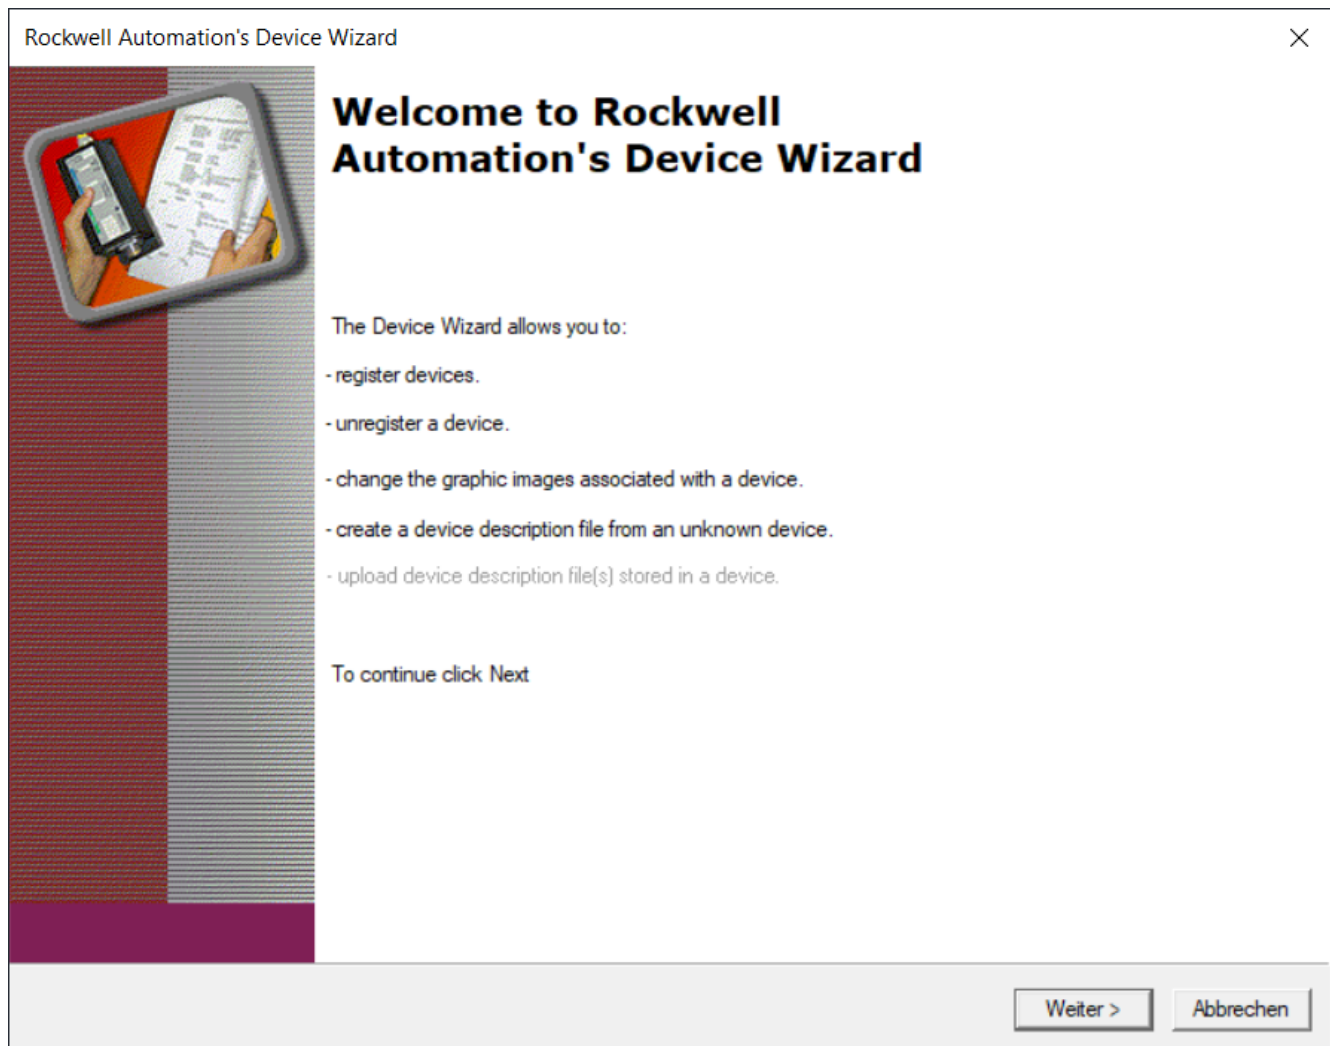 Rockwell Automation's Device Wizard
Welcome to Rockwell
Automation's Device Wizard
The Device Wizard allows you to:
- register devices.
- unregister a device.
- change the graphic images associated with a device.
- create a device description file from an unknown device.
- upload device description file(s) stored in a device.
To continue click Next
Weiter >
Abbrechen